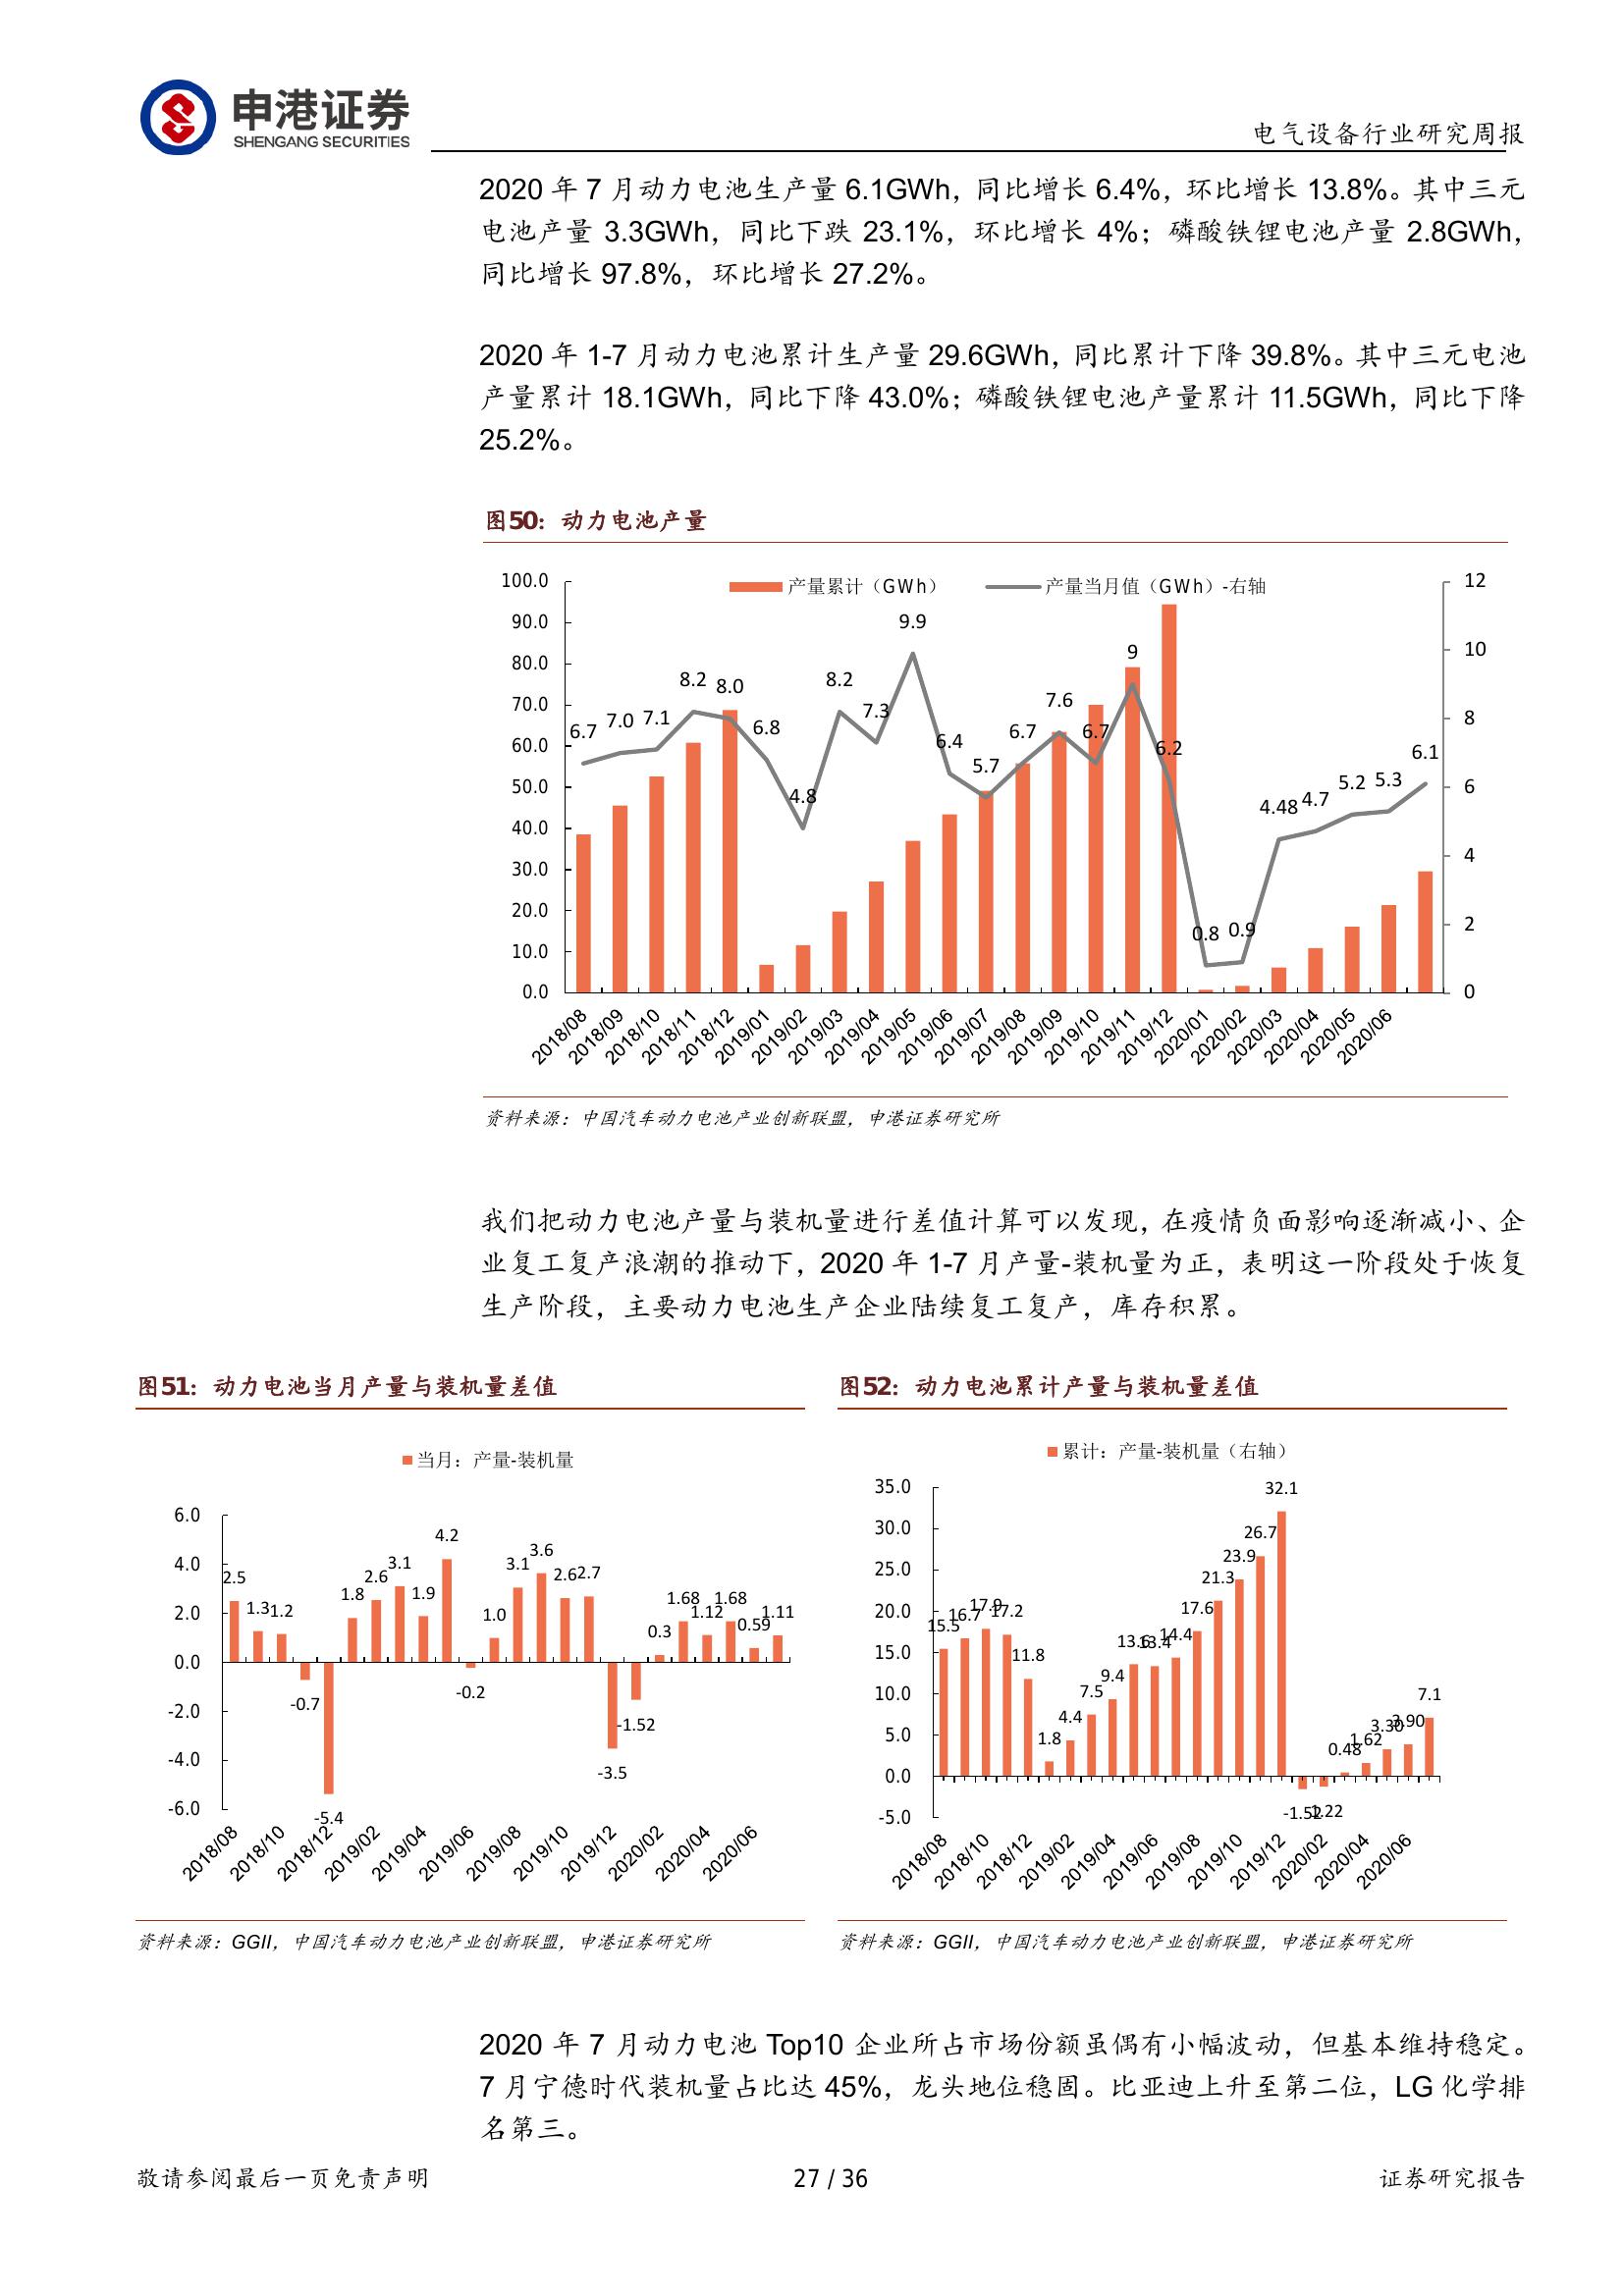 申港证券
SHENGANG SECURITIES
电气设备行业研究周报
2020 年 7 月动力电池生产量 6.1GWh，同比增长 6.4%，环比增长 13.8%。其中三元
电池产量 3.3GWh，同比下跌 23.1%，环比增长 4%；磷酸铁锂电池产量 2.8GWh，
同比增长 97.8%，环比增长 27.2%。
2020 年 1-7 月动力电池累计生产量 29.6GWh，同比累计下降 39.8%。其中三元电池
产量累计 18.1GWh，同比下降 43.0%；磷酸铁锂电池产量累计 11.5GWh，同比下降
25.2%。
图50：动力电池产量
产量累计（GWh） 产量当月值（GWh）-右轴
100.0
90.0
80.0
70.0
60.0
50.0
40.0
30.0
20.0
10.0
0.0
12
10
8
6
4
2
0
6.7 7.0 7.1 8.2 8.0 6.8 4.8 8.2 7.3 9.9 6.4 5.7 6.7 7.6 6.7 9 6.2 0.8 0.9 4.48 4.7 5.2 5.3 6.1
2018/08 2018/09 2018/10 2018/11 2018/12 2019/01 2019/02 2019/03 2019/04 2019/05 2019/06 2019/07 2019/08 2019/09 2019/10 2019/11 2019/12 2020/01 2020/02 2020/03 2020/04 2020/05 2020/06
资料来源：中国汽车动力电池产业创新联盟，申港证券研究所
我们把动力电池产量与装机量进行差值计算可以发现，在疫情负面影响逐渐减小、企
业复工复产浪潮的推动下，2020 年 1-7 月产量-装机量为正，表明这一阶段处于恢复
生产阶段，主要动力电池生产企业陆续复工复产，库存积累。
图51：动力电池当月产量与装机量差值
当月：产量-装机量
6.0
4.0
2.0
0.0
-2.0
-4.0
-6.0
2.5 1.3 1.2 -0.7 -5.4 1.8 2.6 3.1 1.9 4.2 -0.2 1.0 3.1 3.6 2.6 2.7 -3.5 -1.52 0.3 1.68 1.12 1.68 0.59 1.11
2018/08 2018/10 2018/12 2019/02 2019/04 2019/06 2019/08 2019/10 2019/12 2020/02 2020/04 2020/06
资料来源：GGII，中国汽车动力电池产业创新联盟，申港证券研究所
图52：动力电池累计产量与装机量差值
累计：产量-装机量（右轴）
35.0
30.0
25.0
20.0
15.0
10.0
5.0
0.0
-5.0
15.5 16.7 17.9 17.2 11.8 1.8 4.4 7.5 9.4 13.6 13.4 14.4 17.6 21.3 23.9 26.7 32.1 -1.52 -1.22 0.48 1.62 3.30 3.90 7.1
2018/08 2018/10 2018/12 2019/02 2019/04 2019/06 2019/08 2019/10 2019/12 2020/02 2020/04 2020/06
资料来源：GGII，中国汽车动力电池产业创新联盟，申港证券研究所
2020 年 7 月动力电池 Top10 企业所占市场份额虽偶有小幅波动，但基本维持稳定。
7 月宁德时代装机量占比达 45%，龙头地位稳固。比亚迪上升至第二位，LG 化学排
名第三。
敬请参阅最后一页免责声明
27 / 36
证券研究报告